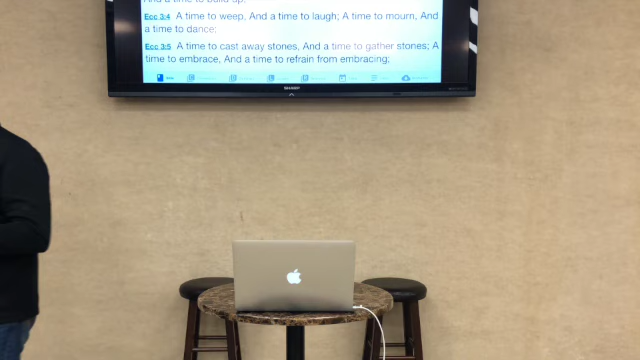 And a time to build up;
Ecc 3:4 A time to weep, And a time to laugh; A time to mourn, And
a time to dance;
Ecc 3:5 A time to cast away stones, And a time to gather stones; A
time to embrace, And a time to refrain from embracing;
SHARP